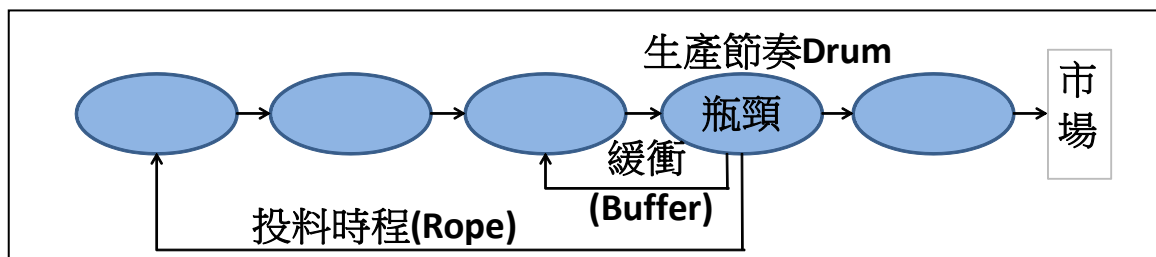 生產節奏Drum
瓶頸
市
場
緩衝
(Buffer)
投料時程(Rope)